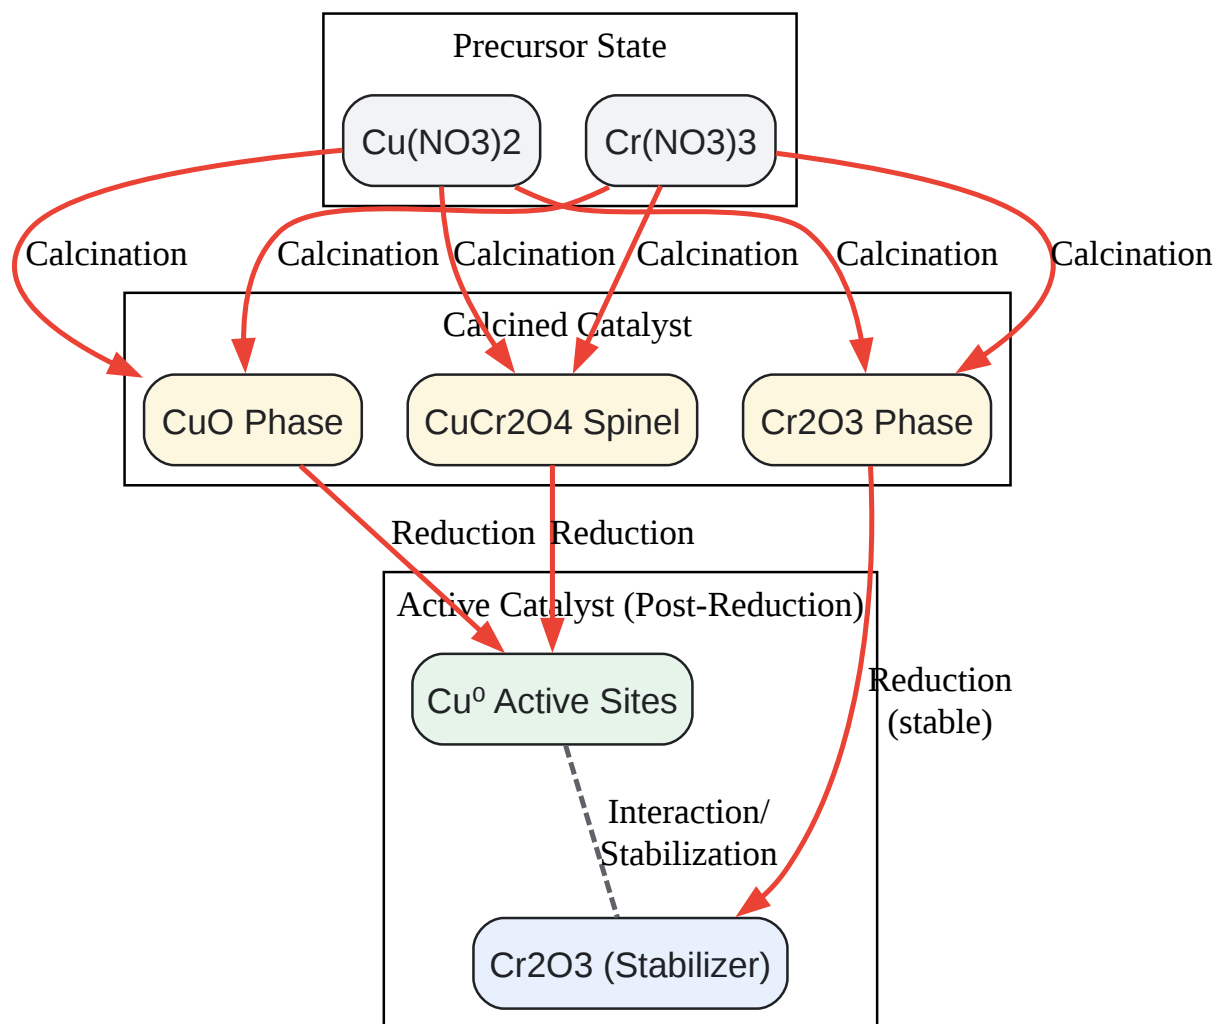 Precursor State
Cu(NO3)2
Cr(NO3)3
Calcination
Calcination
Calcination
Calcination
Calcination
Calcination
Calcined Catalyst
CuO Phase
CuCr2O4 Spinel
Cr2O3 Phase
Reduction
Reduction
Active Catalyst (Post-Reduction)
Cu⁰ Active Sites
Reduction
(stable)
Interaction/
Stabilization
Cr2O3 (Stabilizer)